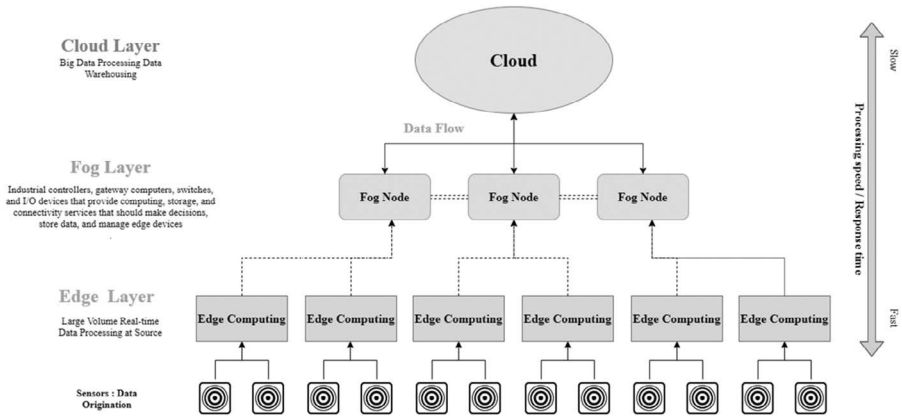 Cloud Layer
Big Data Processing Data
Warehousing
Cloud
Slow
Data Flow
Fog Layer
Industrial controllers, gateway computers, switches,
and I/O devices that provide computing, storage, and
connectivity services that should make decisions,
store data, and manage edge devices
.
Fog Node
Fog Node
Fog Node
Processing speed / Response time
Edge Layer
Large Volume Real-time
Data Processing at Source
Edge Computing
Edge Computing
Edge Computing
Edge Computing
Edge Computing
Edge Computing
Fast
Sensors : Data
Origination